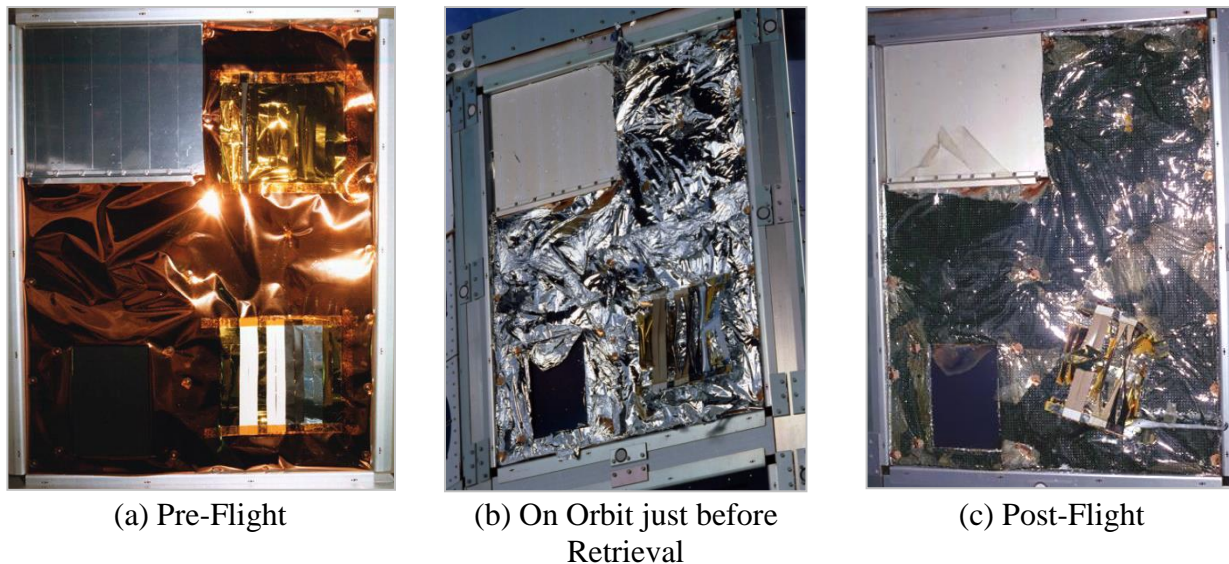 (a) Pre-Flight
(b) On Orbit just before
Retrieval
(c) Post-Flight